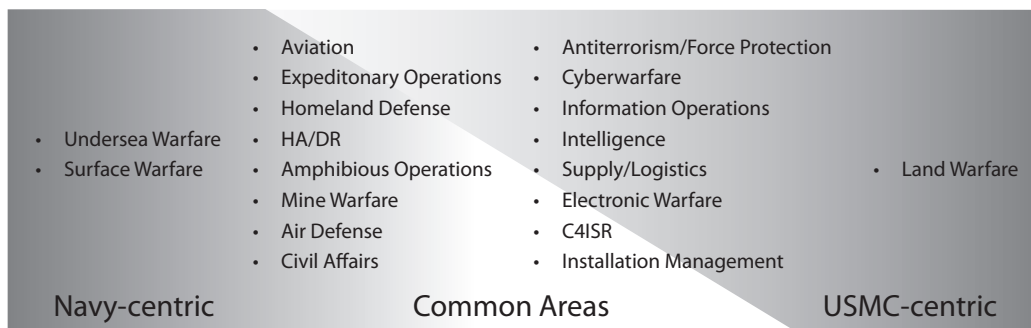 • Undersea Warfare
• Surface Warfare
• Aviation
• Expeditonary Operations
• Homeland Defense
• HA/DR
• Amphibious Operations
• Mine Warfare
• Air Defense
• Civil Affairs
• Antiterrorism/Force Protection
• Cyberwarfare
• Information Operations
• Intelligence
• Supply/Logistics
• Electronic Warfare
• C4ISR
• Installation Management
• Land Warfare
Navy-centric
Common Areas
USMC-centric